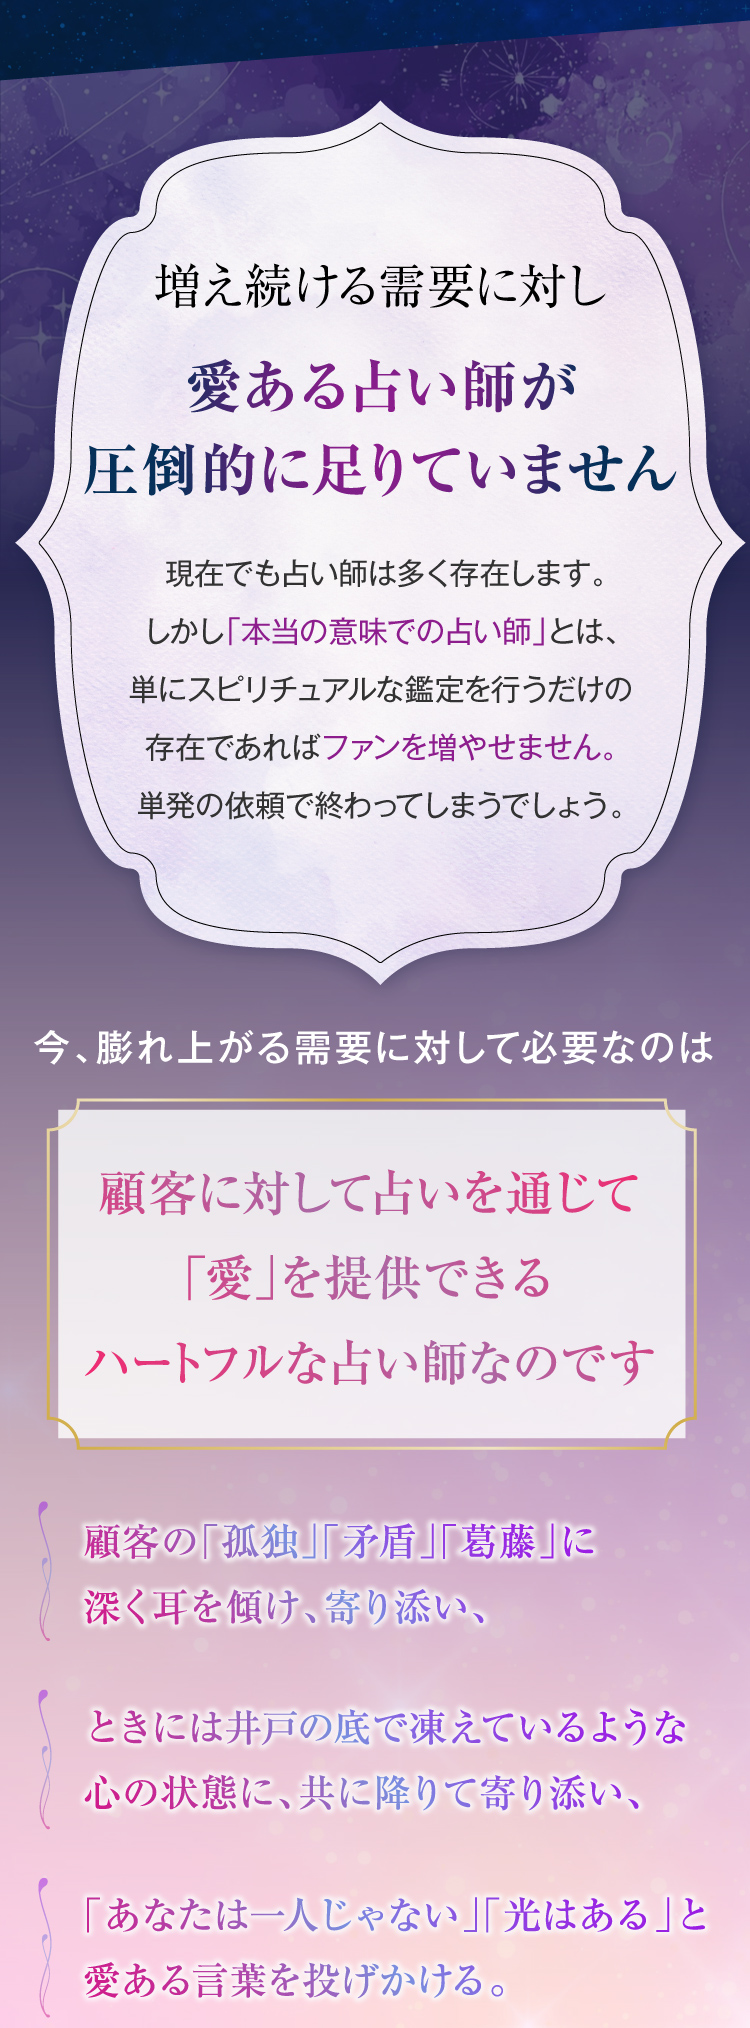 増え続ける需要に対し
愛ある占い師が
圧倒的に足りていません
現在でも占い師は多く存在します。
しかし「本当の意味での占い師」とは、
単にスピリチュアルな鑑定を行うだけの
存在であればファンを増やせません。
単発の依頼で終わってしまうでしょう。
今、膨れ上がる需要に対して必要なのは
顧客に対して占いを通じて
「愛」を提供できる
ハートフルな占い師なのです
顧客の「孤独」「矛盾」「葛藤」に
深く耳を傾け、寄り添い、
ときには井戸の底で凍えているような
心の状態に、共に降りて寄り添い、
「あなたは一人じゃない」「光はある」と
愛ある言葉を投げかける。